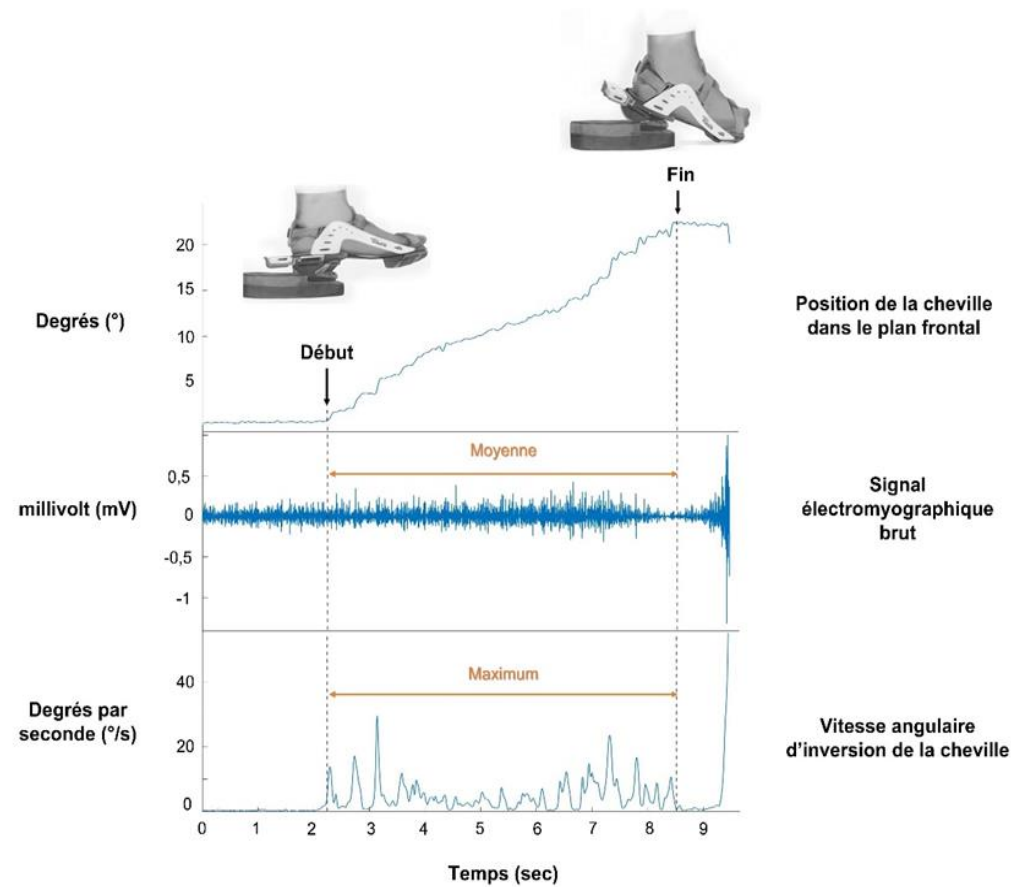 Fin
Début
20
15
10
5
Degrés (°)
Position de la cheville
dans le plan frontal
Moyenne
0,5
0
-0,5
-1
millivolt (mV)
Signal
électromyographique
brut
Maximum
40
20
0
Degrés par
seconde (°/s)
Vitesse angulaire
d'inversion de la cheville
0 1 2 3 4 5 6 7 8 9
Temps (sec)